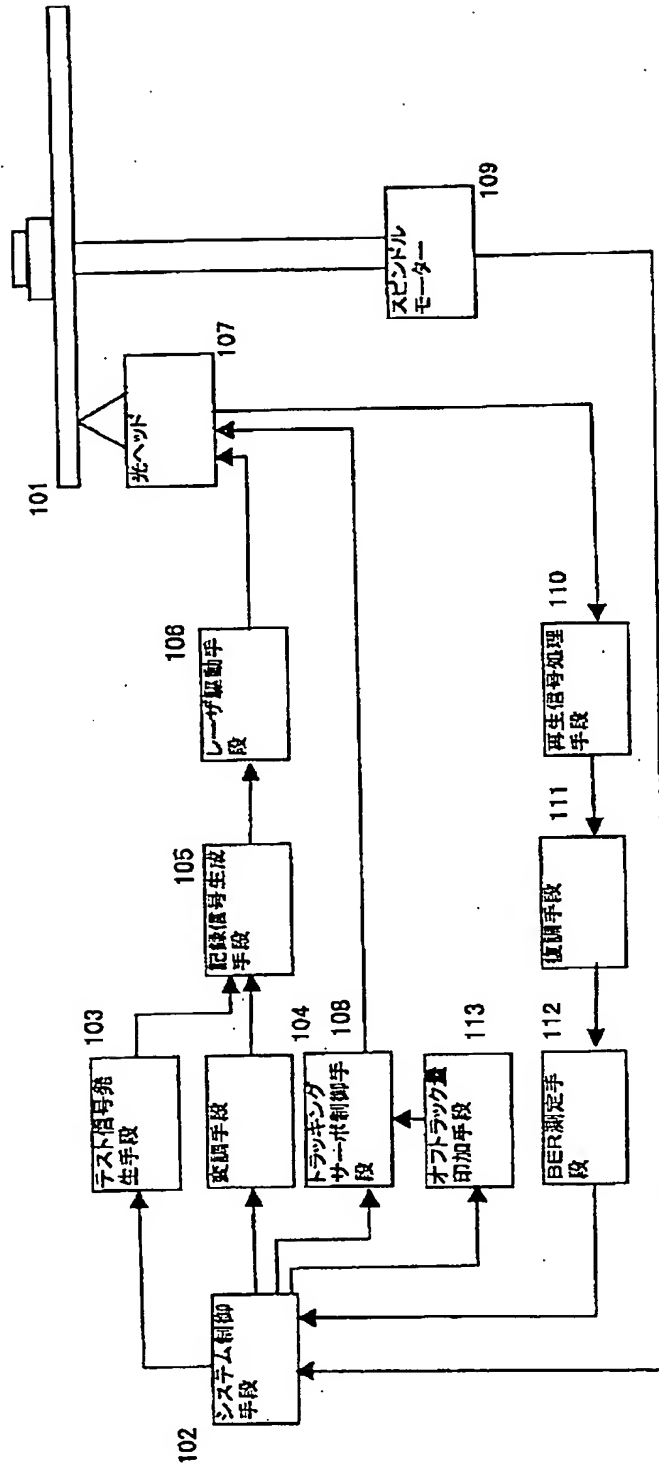 101
107
光ヘッド
109
スピンドル
モーター
106
レーザ駆動手
段
105
記録信号生成
手段
103
テスト信号発
生手段
104
変調手段
108
トラッキング
サーボ制御手
段
113
オフトラック量
印加手段
102
システム制御
手段
110
再生信号処理
手段
111
復調手段
112
BER測定手
段